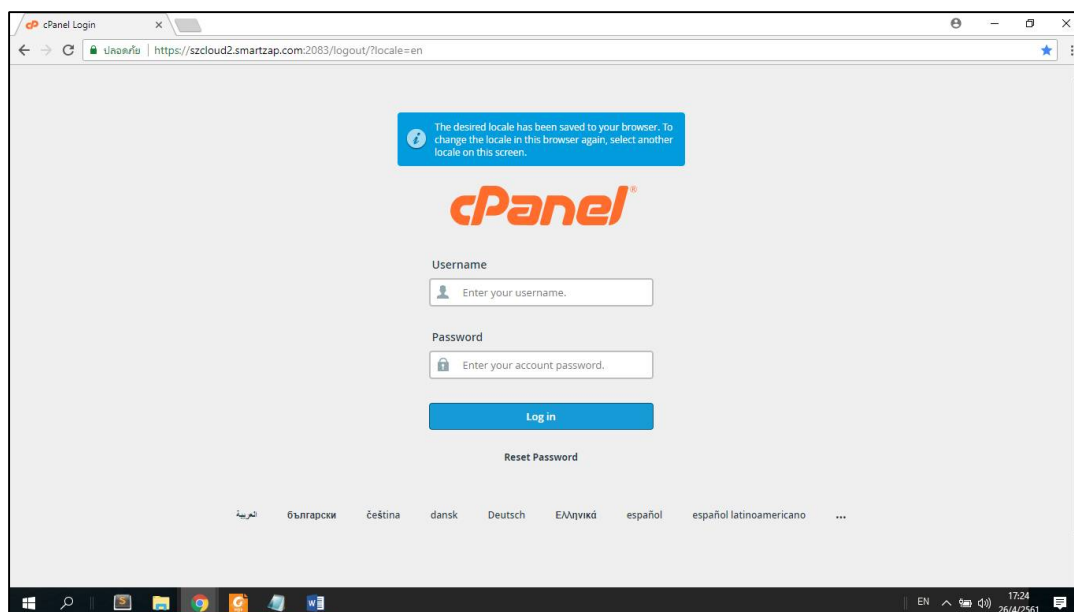 cPanel Login
ปลอดภัย | https://szcloud2.smartzap.com:2083/logout/?locale=en
The desired locale has been saved to your browser. To
change the locale in this browser again, select another
locale on this screen.
cPanel®
Username
Enter your username.
Password
Enter your account password.
Log in
Reset Password
العربية български čeština dansk Deutsch Ελληνικά español español latinoamericano ...
EN 17:24
26/4/2561